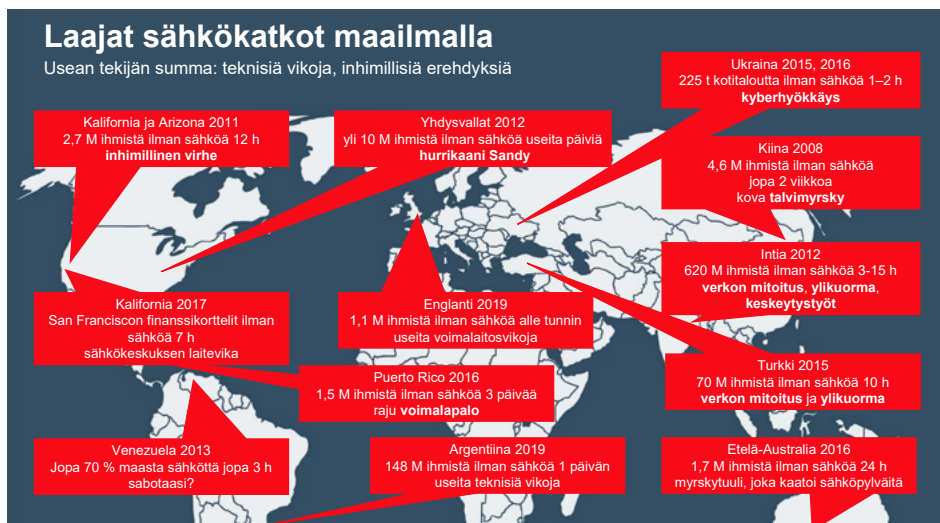 Laajat sähkökatkot maailmalla
Usean tekijän summa: teknisiä vikoja, inhimillisiä erehdyksiä
Ukraina 2015, 2016
225 t kotitaloutta ilman sähköä 1–2 h
kyberhyökkäys
Kalifornia ja Arizona 2011
2,7 M ihmistä ilman sähköä 12 h
inhimillinen virhe
Yhdysvallat 2012
yli 10 M ihmistä ilman sähköä useita päiviä
hurrikaani Sandy
Kiina 2008
4,6 M ihmistä ilman sähköä
jopa 2 viikkoa
kova talvimyrsky
Intia 2012
620 M ihmistä ilman sähköä 3-15 h
verkon mitoitus, ylikuorma,
keskeytystyöt
Kalifornia 2017
San Franciscon finanssikorttelit ilman
sähköä 7 h
sähkökeskuksen laitevika
Englanti 2019
1,1 M ihmistä ilman sähköä alle tunnin
useita voimalaitosvikoja
Turkki 2015
70 M ihmistä ilman sähköä 10 h
verkon mitoitus ja ylikuorma
Puerto Rico 2016
1,5 M ihmistä ilman sähköä 3 päivää
raju voimalapalo
Venezuela 2013
Jopa 70 % maasta sähköttä jopa 3 h
sabotaasi?
Argentiina 2019
148 M ihmistä ilman sähköä 1 päivän
useita teknisiä vikoja
Etelä-Australia 2016
1,7 M ihmistä ilman sähköä 24 h
myrskytuuli, joka kaatoi sähköpylväitä